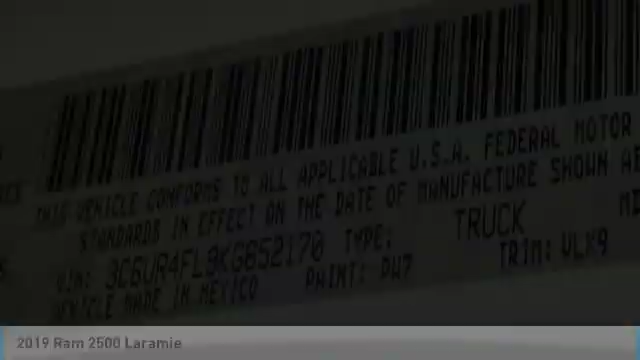 THIS VEHICLE CONFORMS TO ALL APPLICABLE U.S.A. FEDERAL MOTOR
STANDARDS IN EFFECT ON THE DATE OF MANUFACTURE SHOWN
VIN: 3C6UR4FL8KG652170 TYPE: TRUCK
VEHICLE MADE IN MEXICO PAINT: PW7 TRIM: VLX9
2019 Ram 2500 Laramie